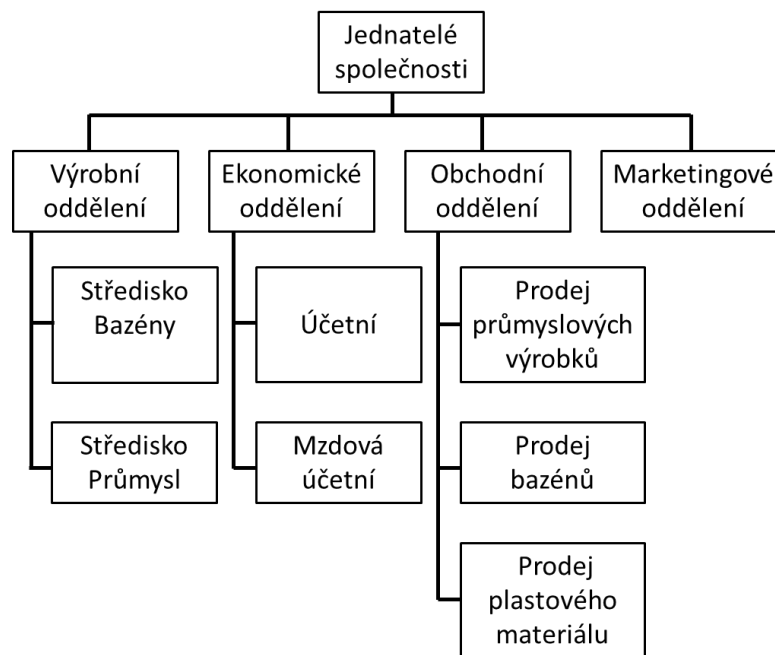 Jednatelé
společnosti
Výrobní
oddělení
Ekonomické
oddělení
Obchodní
oddělení
Marketingové
oddělení
Středisko
Bazény
Účetní
Prodej
průmyslových
výrobků
Středisko
Průmysl
Mzdová
účetní
Prodej
bazénů
Prodej
plastového
materiálu